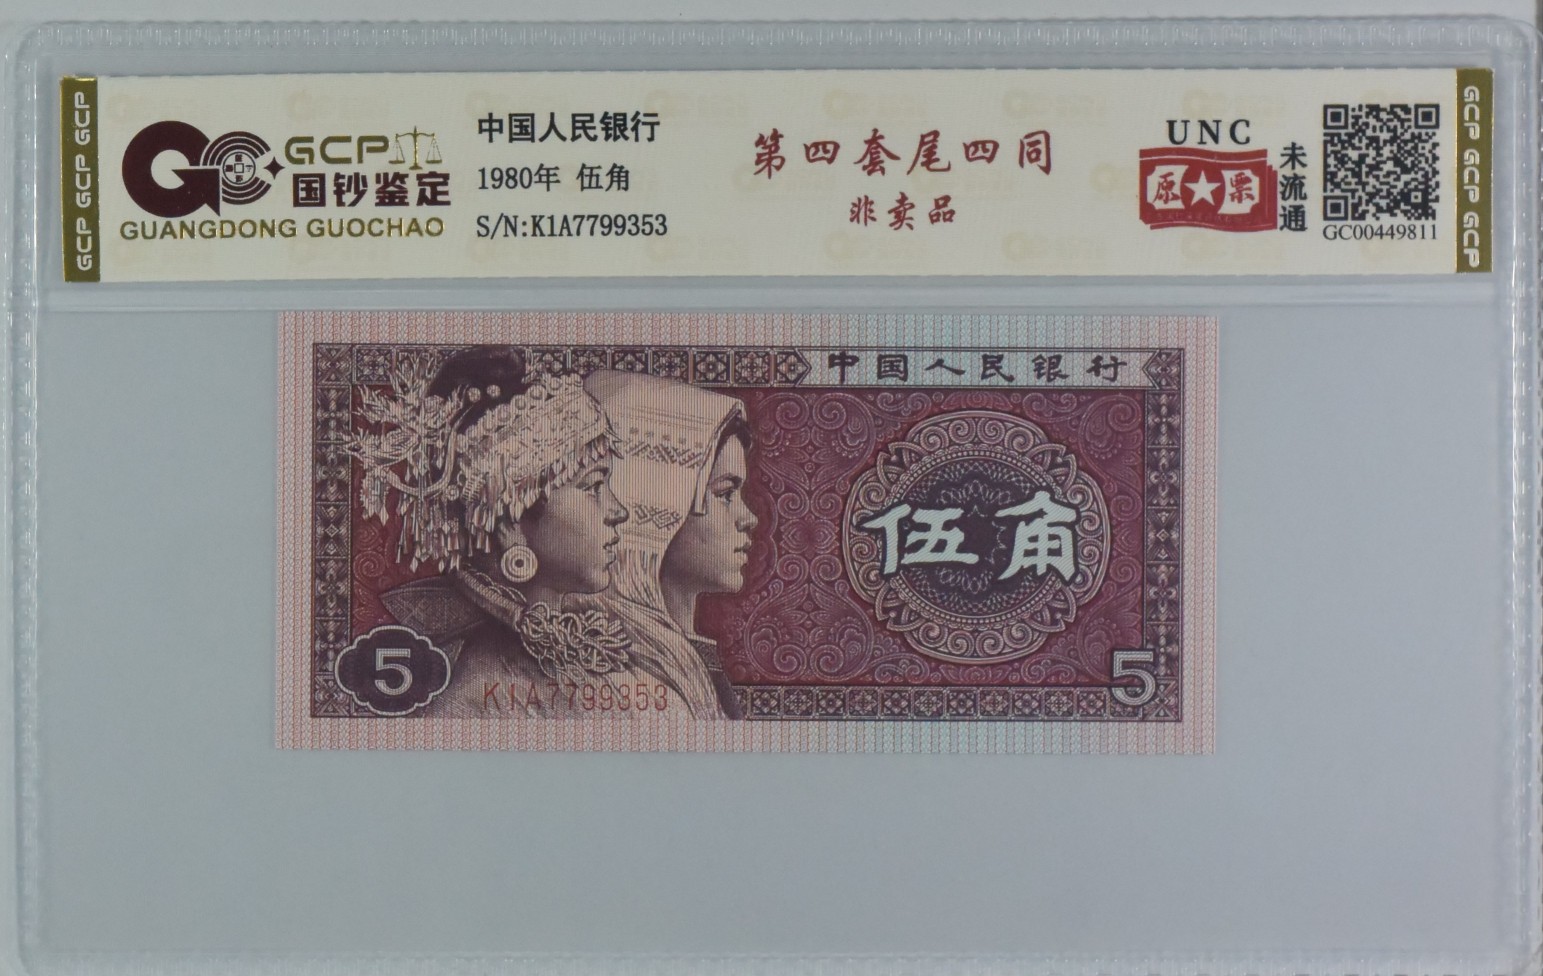 GCP GCP GCP
GCP
国钞鉴定
GUANGDONG GUOCHAO
中国人民银行
1980年 伍角
S/N:K1A7799353
第四套尾四同
非卖品
UNC
原★票
未流通
GC00449811
GCP GCP GCP
中国人民银行
伍角
5
K1A7799353
5